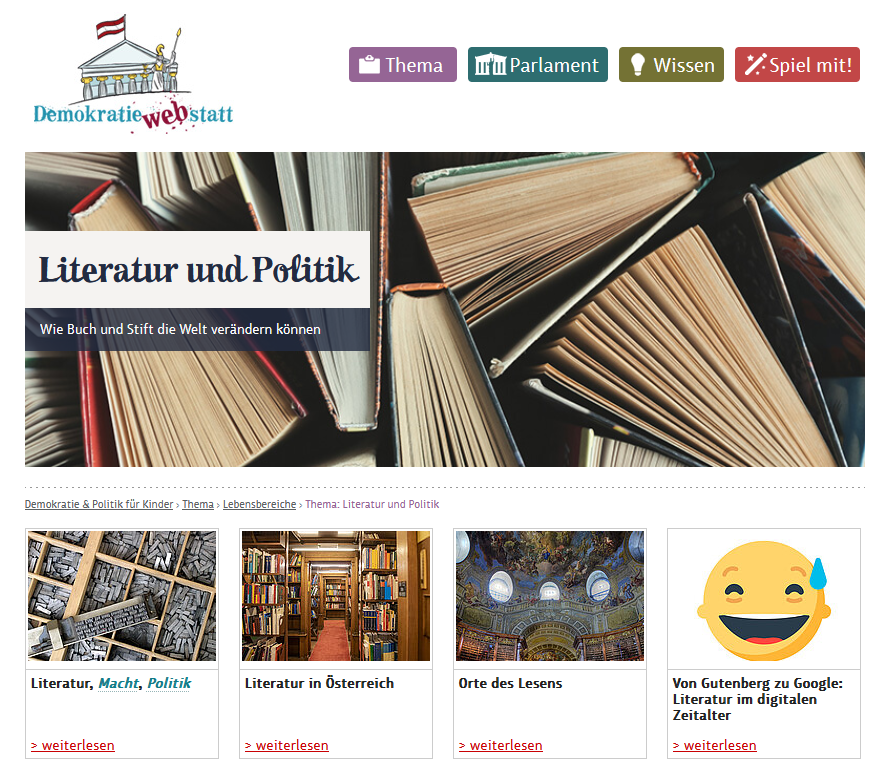 Demokratiewebstatt
Thema
Parlament
Wissen
Spiel mit!
Literatur und Politik
Wie Buch und Stift die Welt verändern können
Demokratie & Politik für Kinder › Thema › Lebensbereiche › Thema: Literatur und Politik
Literatur, Macht, Politik
> weiterlesen
Literatur in Österreich
> weiterlesen
Orte des Lesens
> weiterlesen
Von Gutenberg zu Google:
Literatur im digitalen
Zeitalter
> weiterlesen